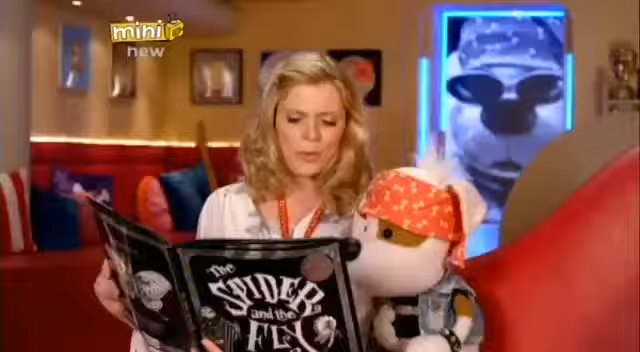 mini
new
The
SPIDER
and the
FLY